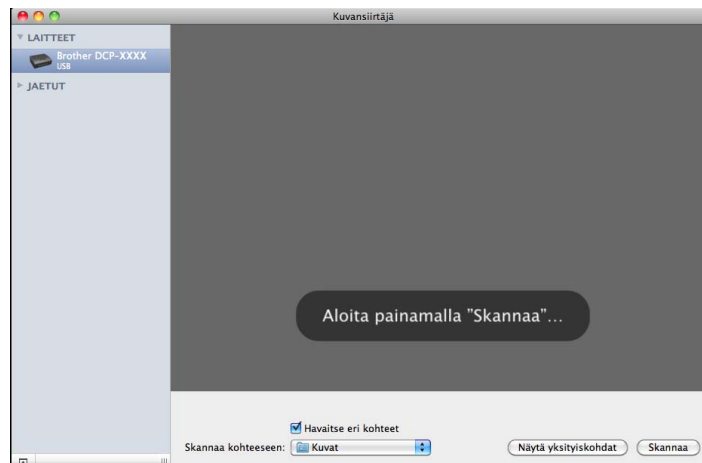 Kuvansiirtäjä
LAITTEET
Brother DCP-XXXX
USB
JAETUT
Aloita painamalla ”Skannaa”…
Havaitse eri kohteet
Skannaa kohteeseen: Kuvat
Näytä yksityiskohdat Skannaa